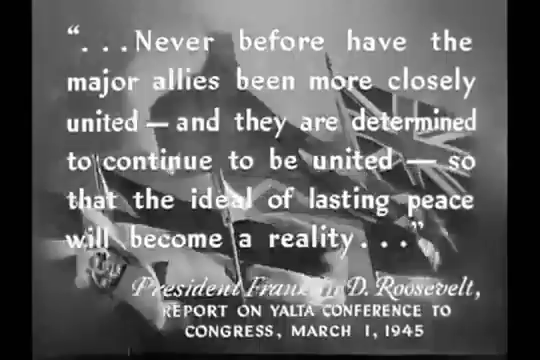 “. . . Never before have the
major allies been more closely
united — and they are determined
to continue to be united — so
that the ideal of lasting peace
will become a reality . . .”
President Franklin D. Roosevelt,
REPORT ON YALTA CONFERENCE TO
CONGRESS, MARCH 1, 1945